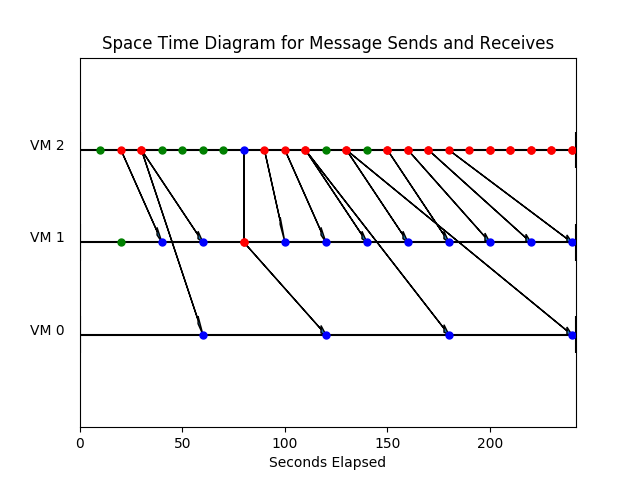 Space Time Diagram for Message Sends and Receives
VM 2
VM 1
VM 0
0 50 100 150 200
Seconds Elapsed